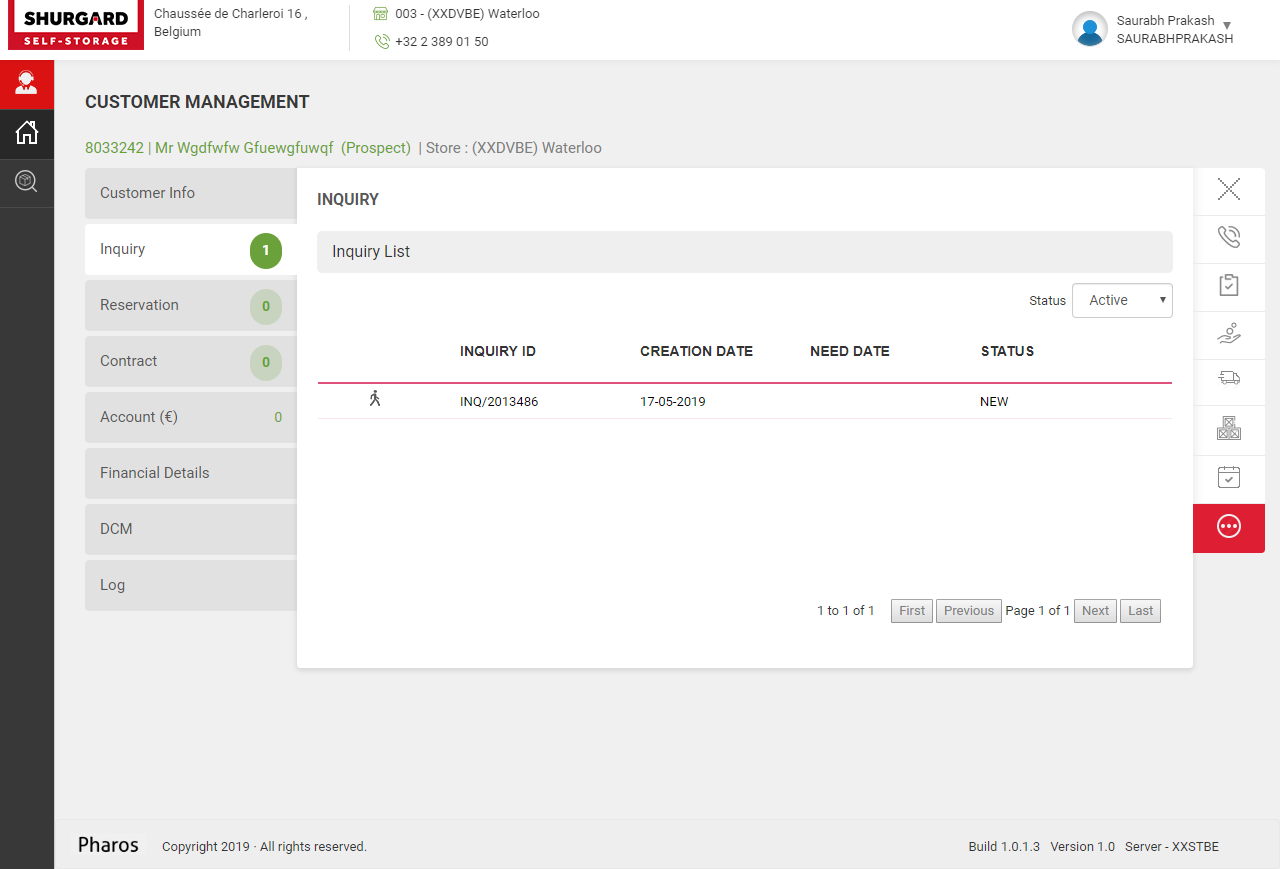 SHURGARD
SELF-STORAGE
Chaussée de Charleroi 16 ,
Belgium
003 - (XXDVBE) Waterloo
+32 2 389 01 50
Saurabh Prakash
SAURABHPRAKASH
CUSTOMER MANAGEMENT
8033242 | Mr Wgdfwfw Gfuewgfuwqf (Prospect) | Store : (XXDVBE) Waterloo
Customer Info
Inquiry 1
Reservation 0
Contract 0
Account (€) 0
Financial Details
DCM
Log
INQUIRY
Inquiry List
Status Active
INQUIRY ID CREATION DATE NEED DATE STATUS
INQ/2013486 17-05-2019 NEW
1 to 1 of 1 First Previous Page 1 of 1 Next Last
Pharos Copyright 2019 · All rights reserved. Build 1.0.1.3 Version 1.0 Server - XXSTBE